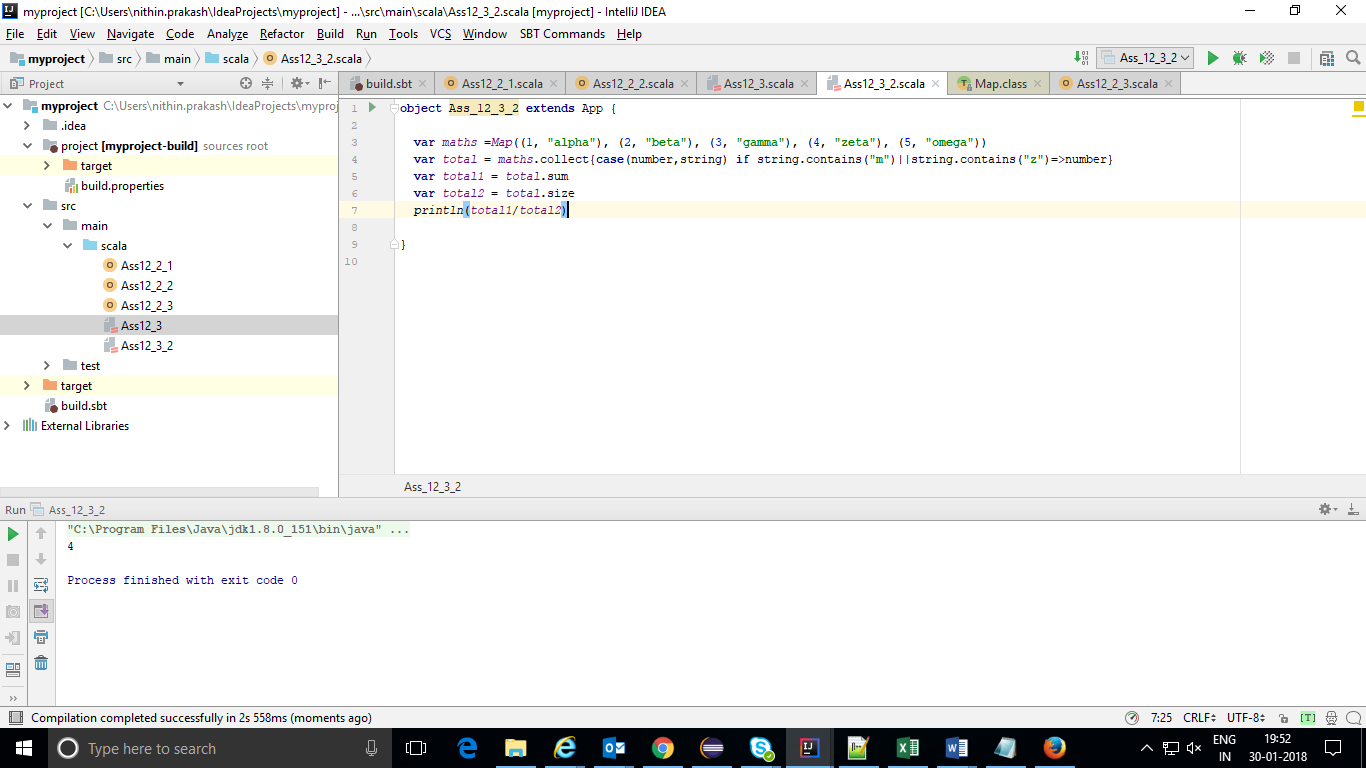 myproject [C:\Users\nithin.prakash\IdeaProjects\myproject] - ...\src\main\scala\Ass12_3_2.scala [myproject] - IntelliJ IDEA
File Edit View Navigate Code Analyze Refactor Build Run Tools VCS Window SBT Commands Help
myproject src main scala Ass12_3_2.scala Ass_12_3_2
Project
build.sbt Ass12_2_1.scala Ass12_2_2.scala Ass12_3.scala Ass12_3_2.scala Map.class Ass12_2_3.scala
myproject C:\Users\nithin.prakash\IdeaProjects\myproj
.idea
project [myproject-build] sources root
target
build.properties
src
main
scala
Ass12_2_1
Ass12_2_2
Ass12_2_3
Ass12_3
Ass12_3_2
test
target
build.sbt
External Libraries
1 object Ass_12_3_2 extends App {
2
3 var maths =Map((1, "alpha"), (2, "beta"), (3, "gamma"), (4, "zeta"), (5, "omega"))
4 var total = maths.collect{case(number,string) if string.contains("m")||string.contains("z")=>number}
5 var total1 = total.sum
6 var total2 = total.size
7 println(total1/total2)
8
9 }
10
Ass_12_3_2
Run Ass_12_3_2
"C:\Program Files\Java\jdk1.8.0_151\bin\java" ...
4
Process finished with exit code 0
Compilation completed successfully in 2s 558ms (moments ago)
7:25 CRLF UTF-8 [T]
Type here to search
ENG
IN
19:52
30-01-2018